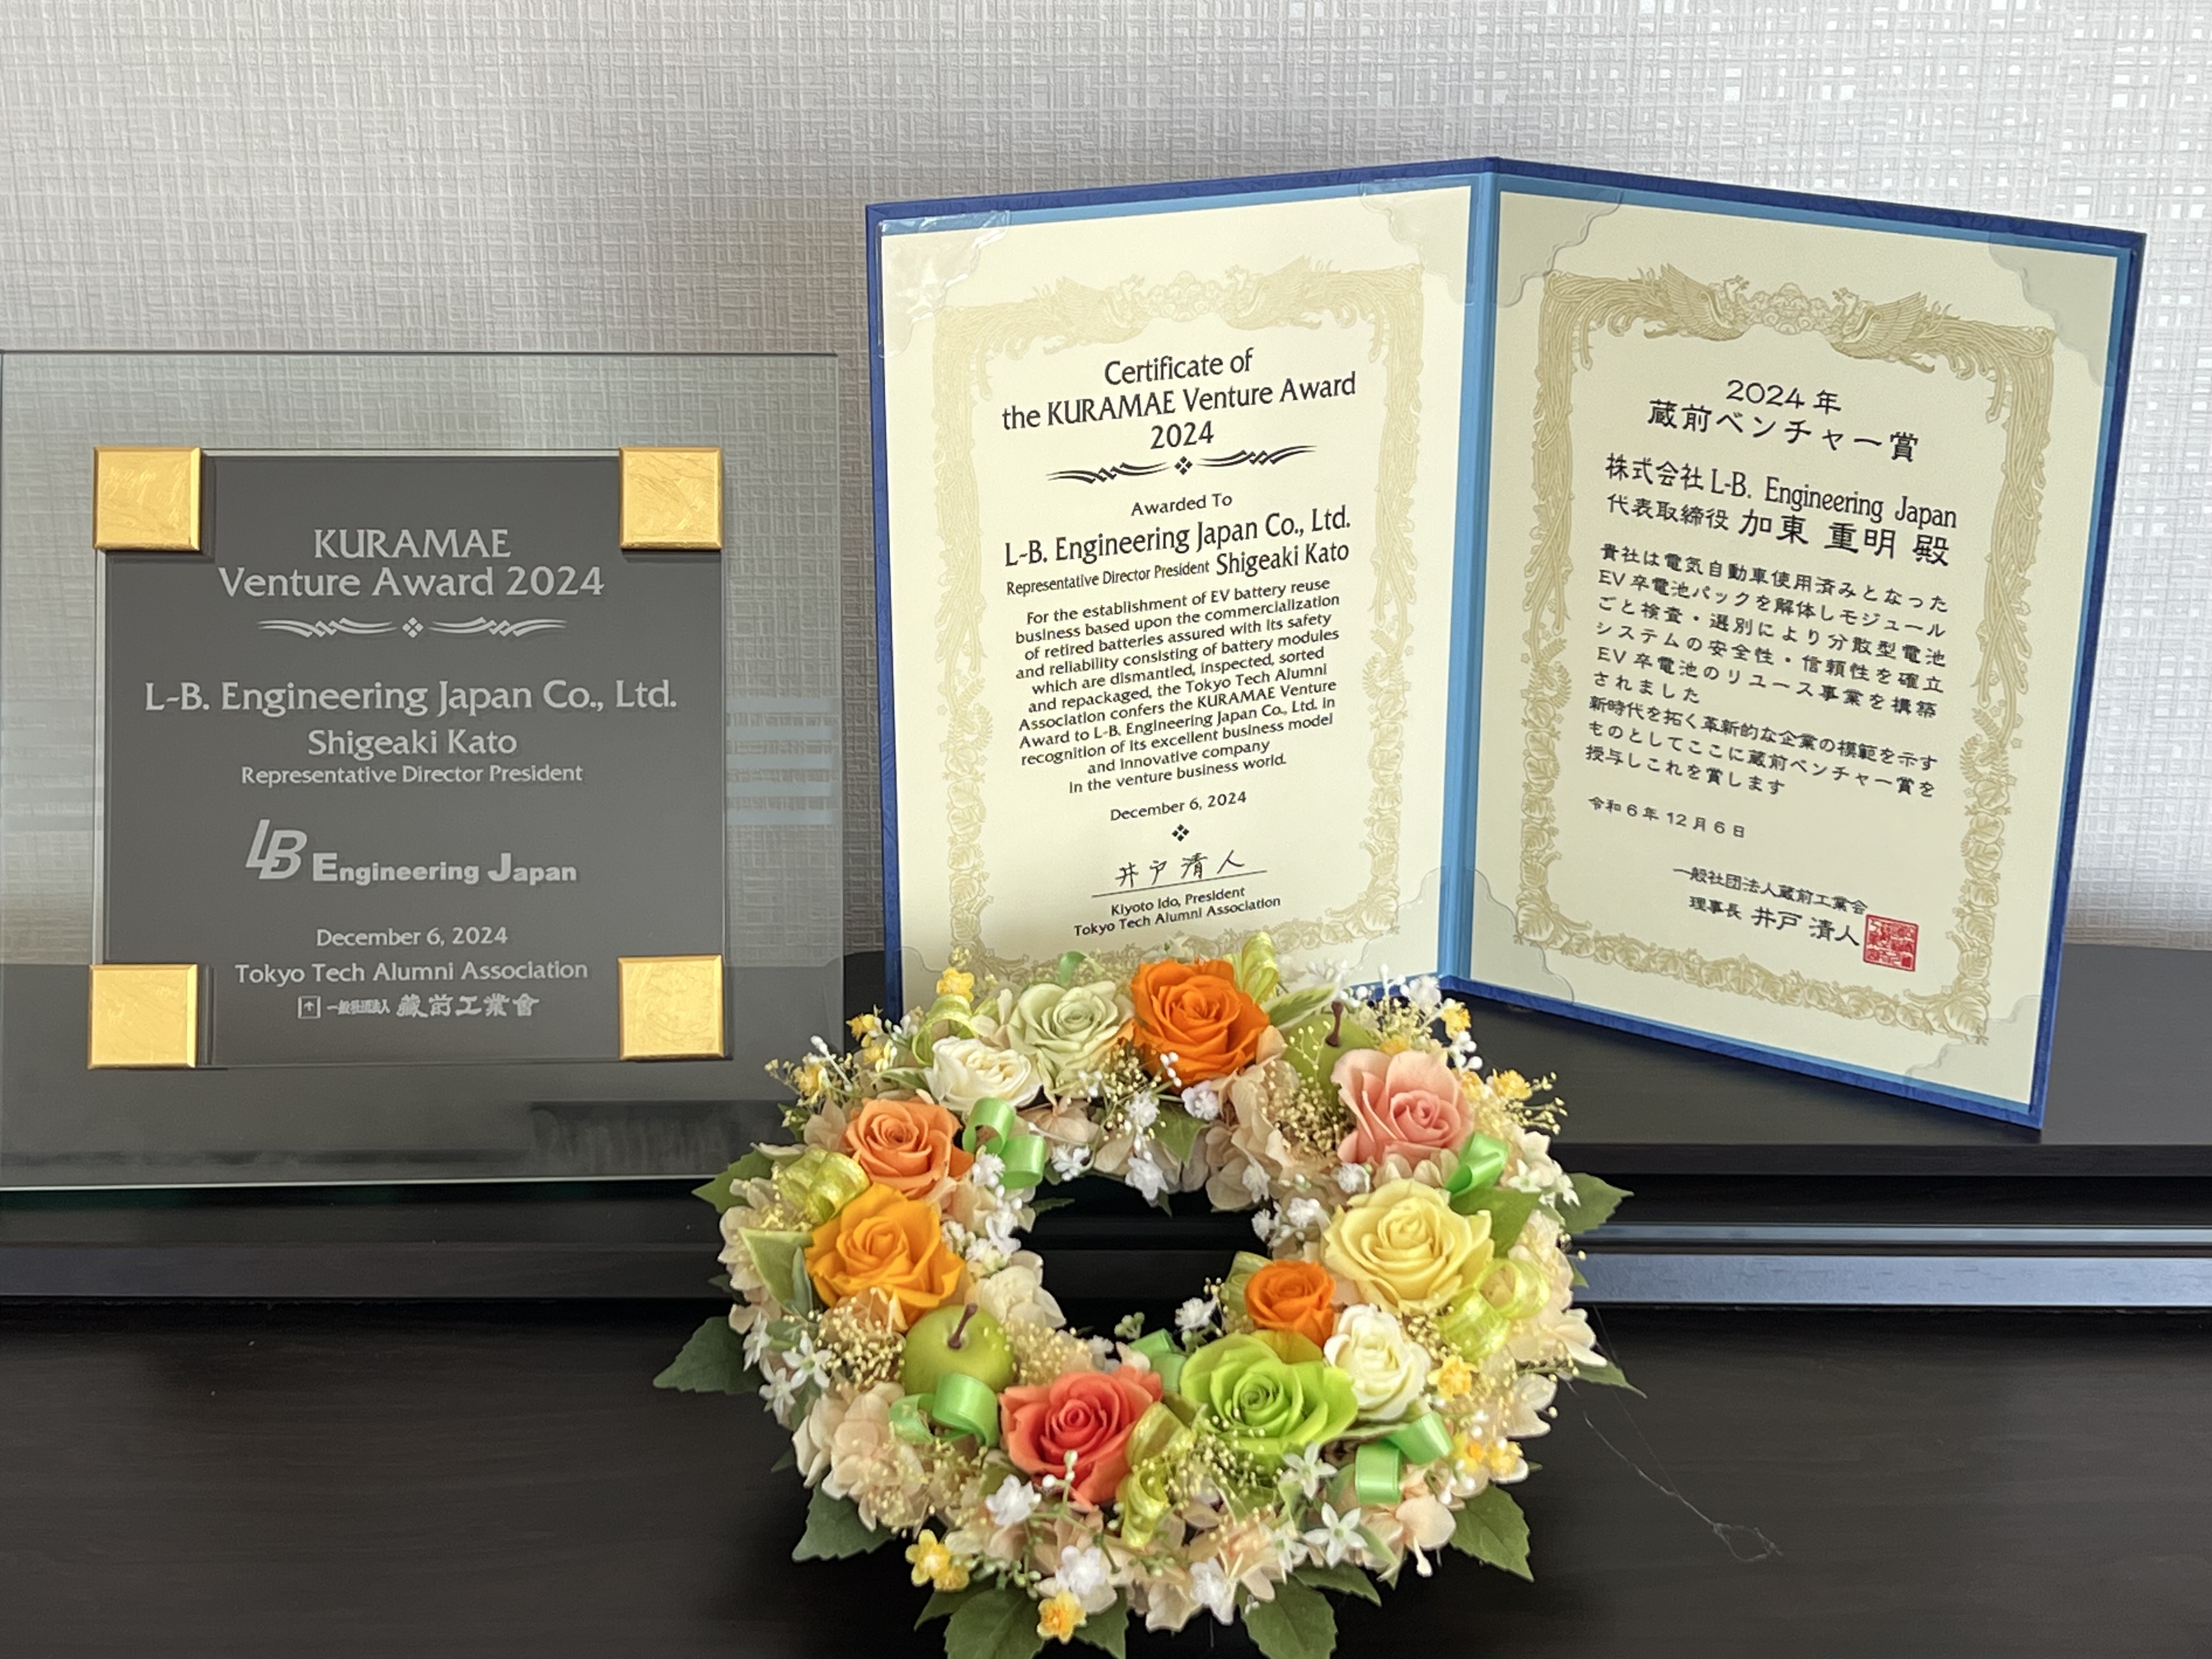 KURAMAE
Venture Award 2024
L-B. Engineering Japan Co., Ltd.
Shigeaki Kato
Representative Director President
LB Engineering Japan
December 6, 2024
Tokyo Tech Alumni Association
一般社団法人 蔵前工業會
Certificate of
the KURAMAE Venture Award
2024
Awarded To
L-B. Engineering Japan Co., Ltd.
Representative Director President Shigeaki Kato
For the establishment of EV battery reuse
business based upon the commercialization
of retired batteries assured with its safety
and reliability consisting of battery modules
which are dismantled, inspected, sorted
and repackaged, the Tokyo Tech Alumni
Association confers the KURAMAE Venture
Award to L-B. Engineering Japan Co., Ltd. in
recognition of its excellent business model
and innovative company
in the venture business world.
December 6, 2024
井戸清人
Kiyoto Ido, President
Tokyo Tech Alumni Association
2024年
蔵前ベンチャー賞
株式会社 L-B. Engineering Japan
代表取締役 加東 重明 殿
貴社は電気自動車使用済みとなった
EV卒電池パックを解体しモジュール
ごと検査・選別により分散型電池
システムの安全性・信頼性を確立
EV卒電池のリユース事業を構築
されました
新時代を拓く革新的な企業の模範を示す
ものとしてここに蔵前ベンチャー賞を
授与しこれを賞します
令和6年12月6日
一般社団法人蔵前工業会
理事長 井戸 清人